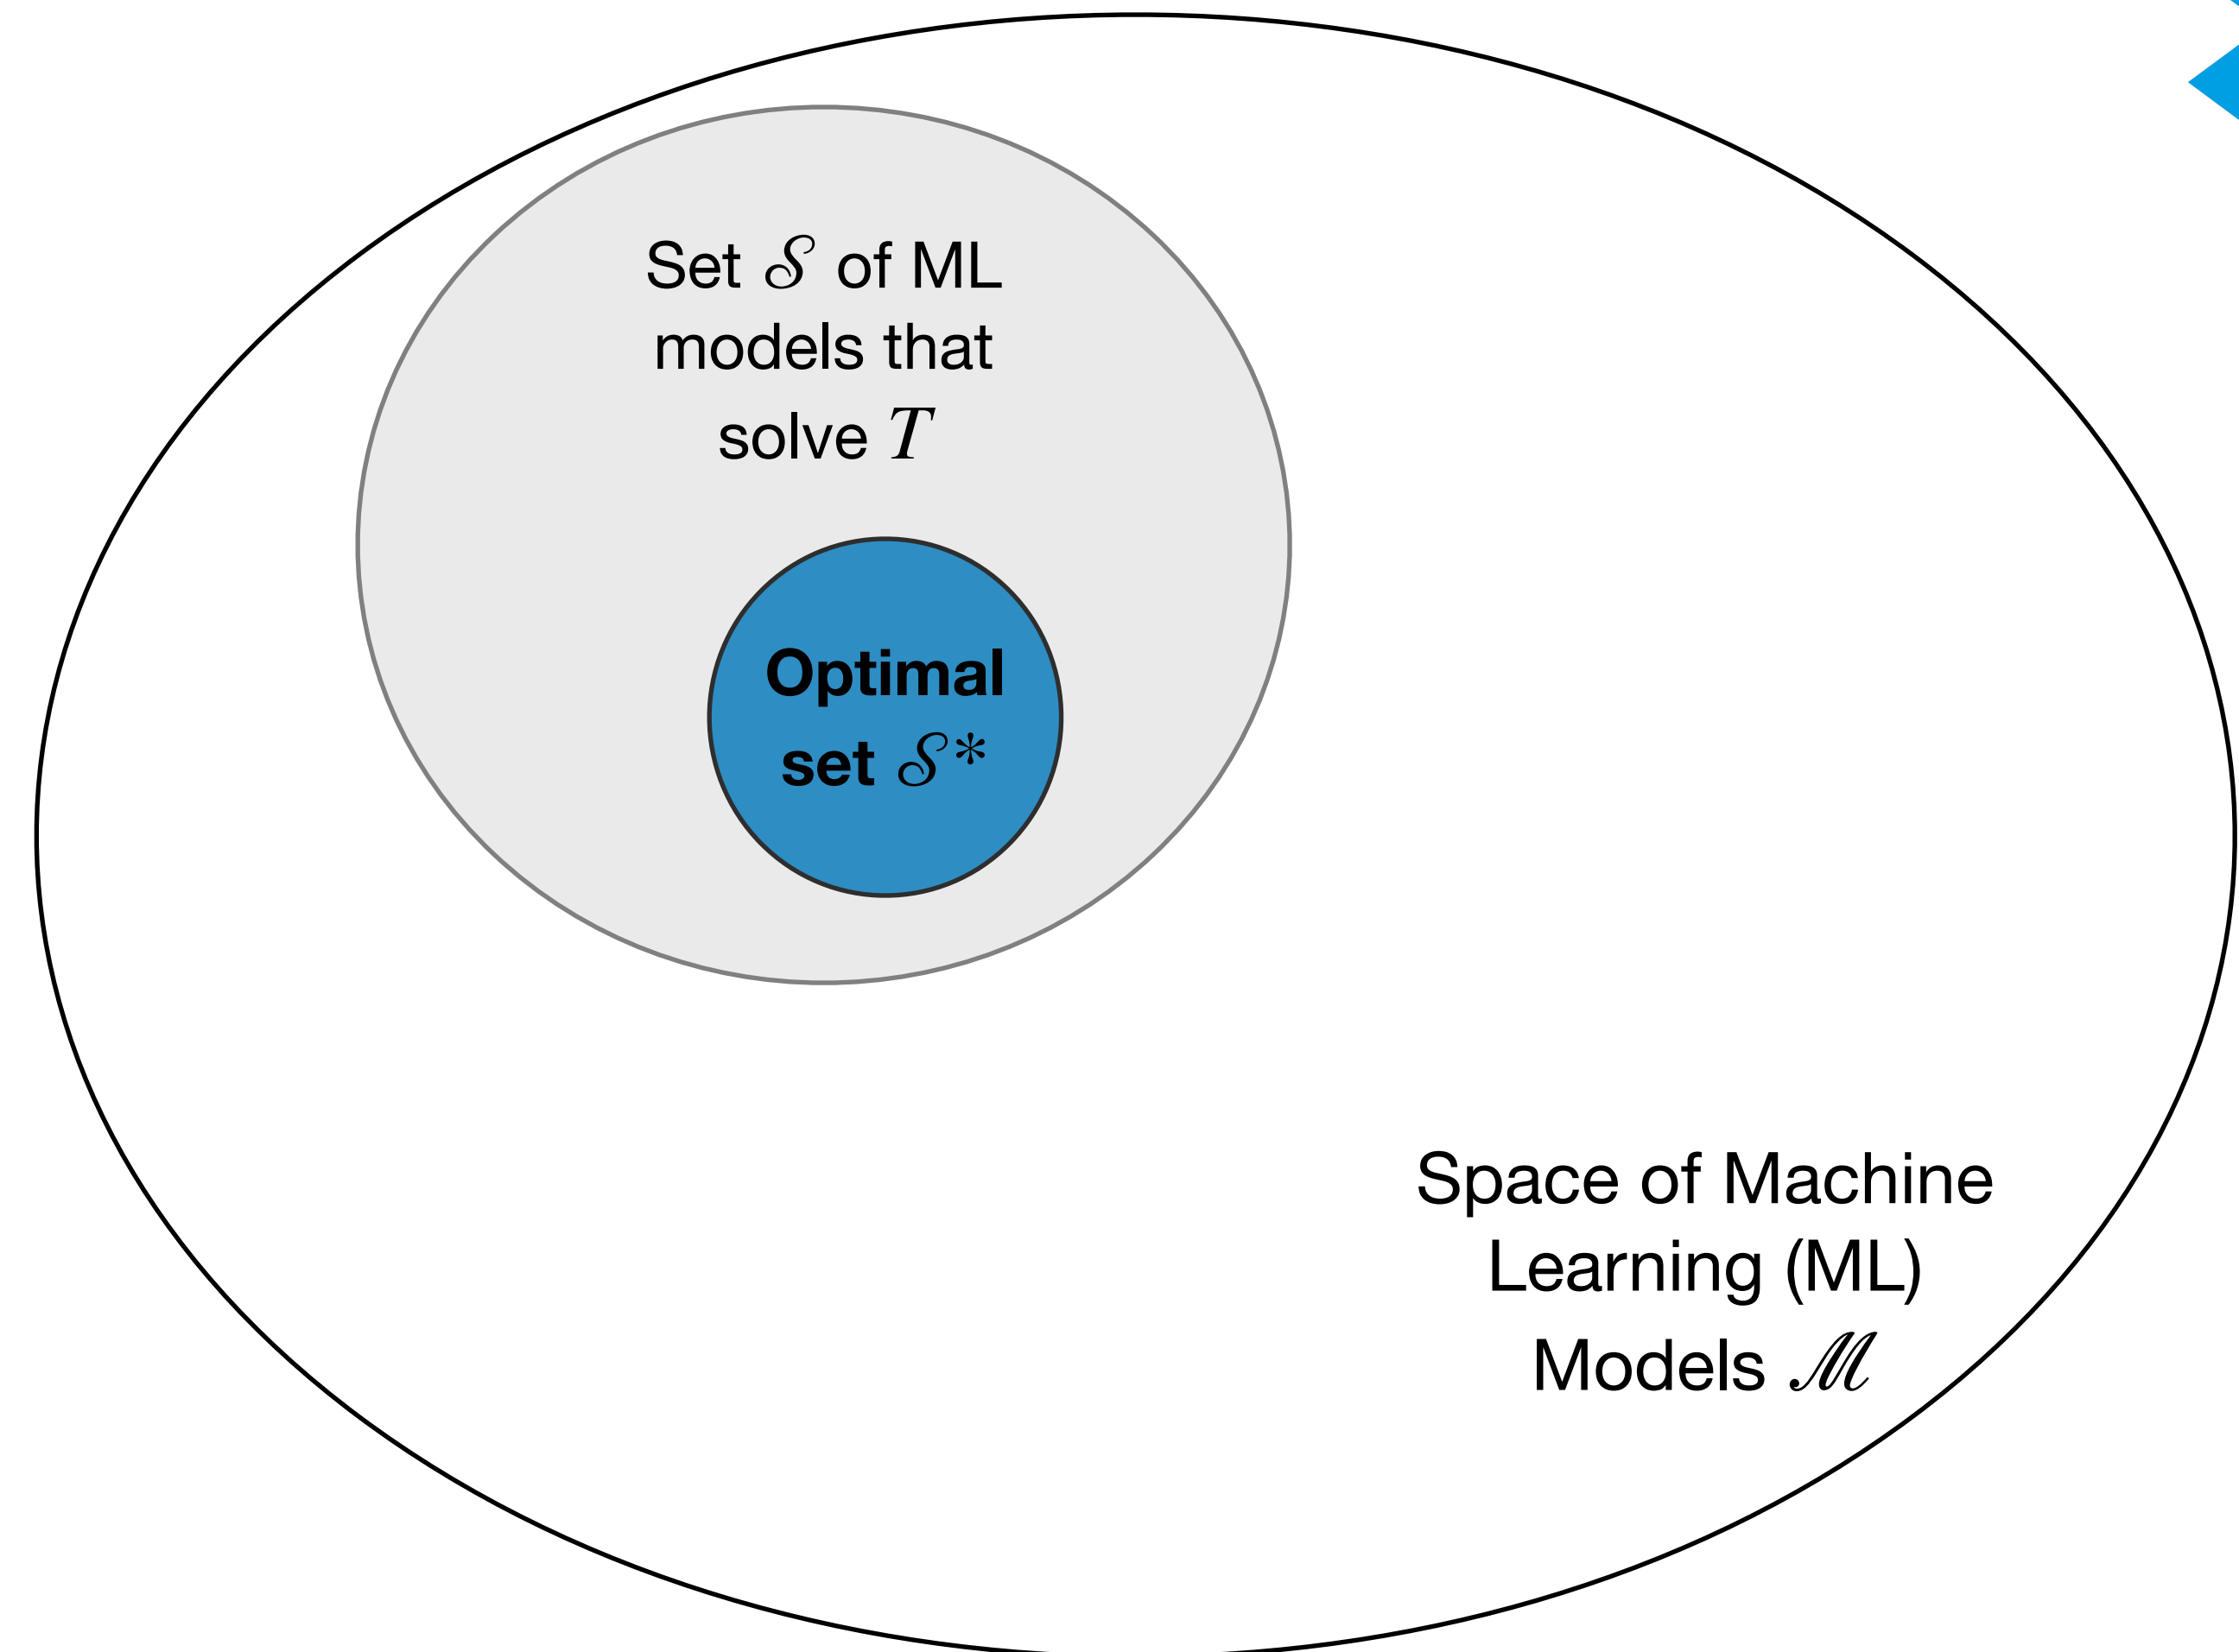 Set 𝒮 of ML
models that
solve T
Optimal
set 𝒮*
Space of Machine
Learning (ML)
Models ℳ